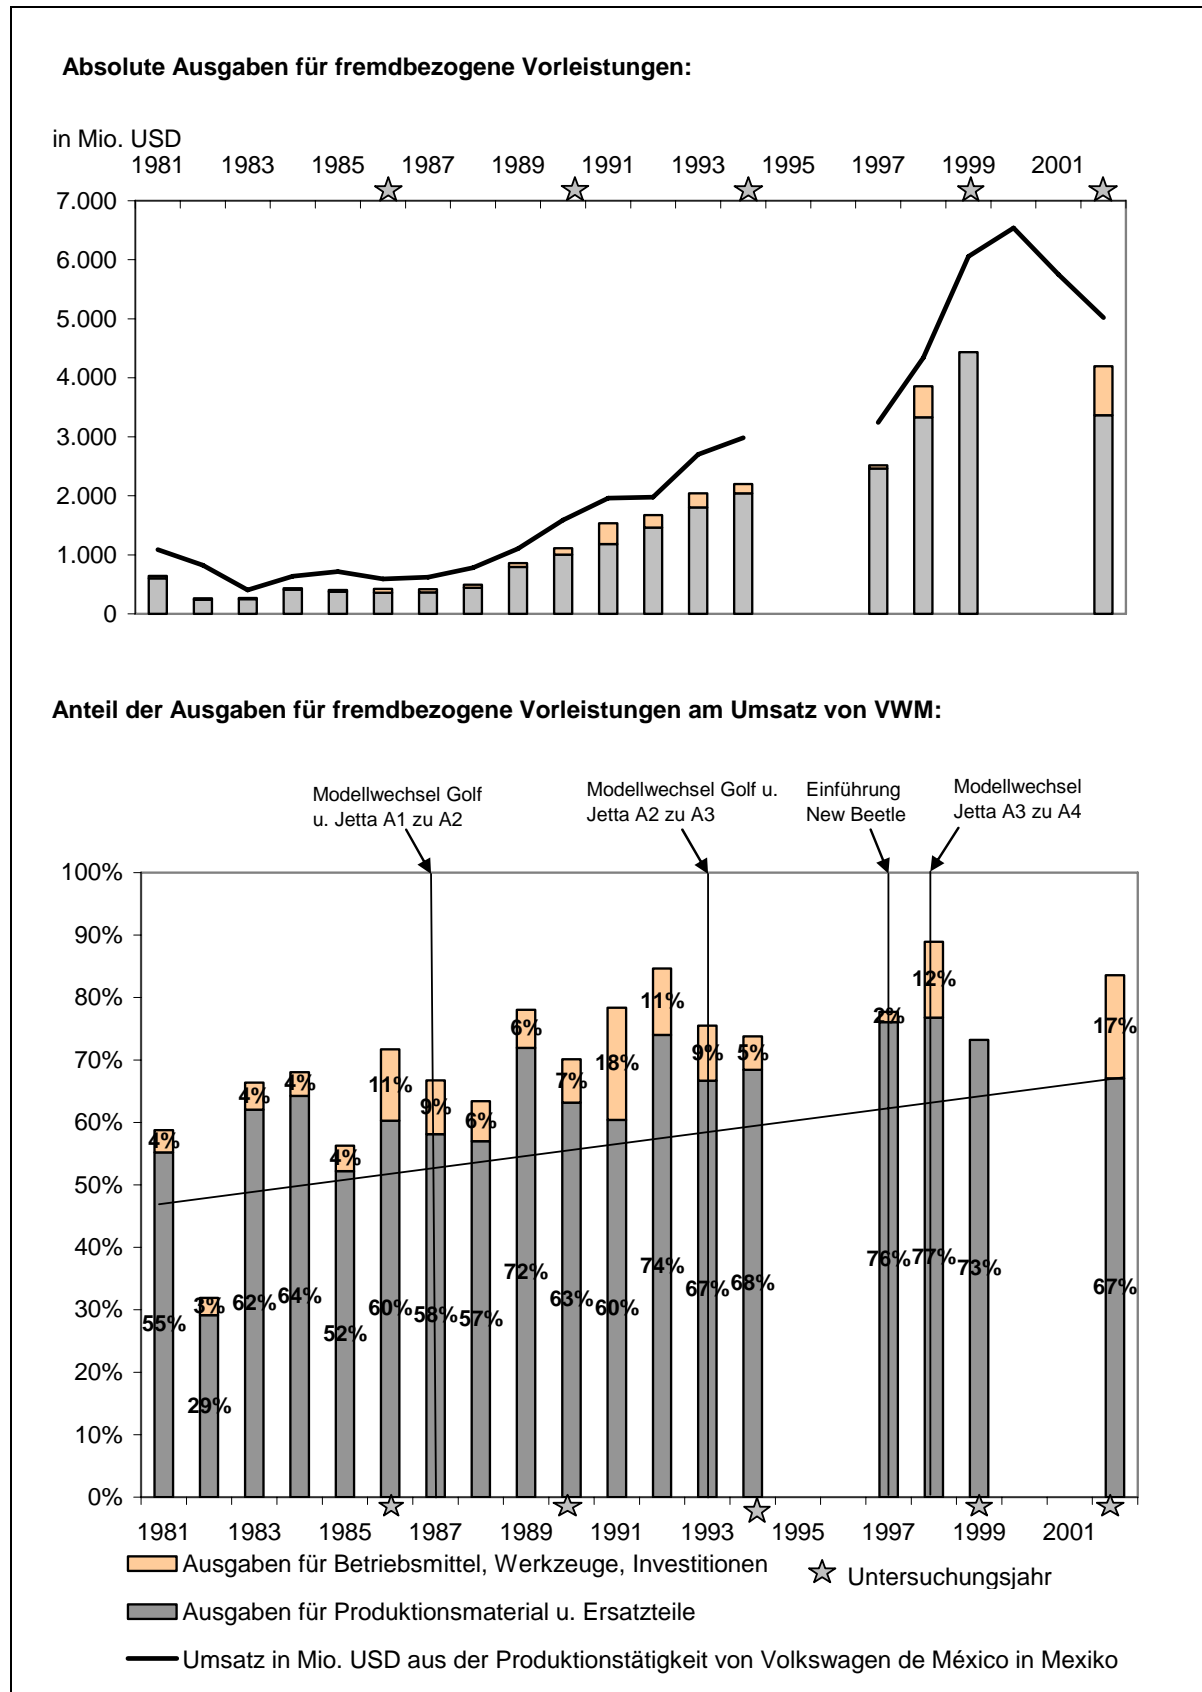 Absolute Ausgaben für fremdbezogene Vorleistungen:
in Mio. USD
1981 1983 1985 1987 1989 1991 1993 1995 1997 1999 2001
7.000
6.000
5.000
4.000
3.000
2.000
1.000
0
Anteil der Ausgaben für fremdbezogene Vorleistungen am Umsatz von VWM:
Modellwechsel Golf
u. Jetta A1 zu A2
Modellwechsel Golf u.
Jetta A2 zu A3
Einführung
New Beetle
Modellwechsel
Jetta A3 zu A4
100%
90%
80%
70%
60%
50%
40%
30%
20%
10%
0%
4% 3% 4% 4% 4% 11% 9% 6% 6% 7% 18% 11% 9% 5% 2% 12% 17%
55% 29% 62% 64% 52% 60% 58% 57% 72% 63% 60% 74% 67% 68% 76% 77% 73% 67%
1981 1983 1985 1987 1989 1991 1993 1995 1997 1999 2001
Ausgaben für Betriebsmittel, Werkzeuge, Investitionen
Untersuchungsjahr
Ausgaben für Produktionsmaterial u. Ersatzteile
Umsatz in Mio. USD aus der Produktionstätigkeit von Volkswagen de México in Mexiko